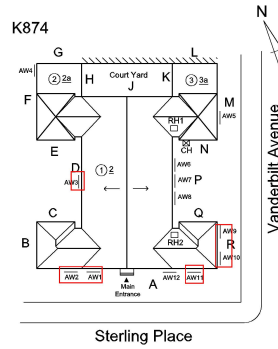 K874
N
G
L
AW4
② 2a
H
Court Yard
K
③ 3a
J
F
M
RH1
AW5
E
CH
N
D
AW6
AW3
① 2
AW7
P
AW8
C
Q
B
RH2
AW9
R
AW10
AW2
AW1
A
AW12
AW11
Main
Entrance
Vanderbilt Avenue
Sterling Place